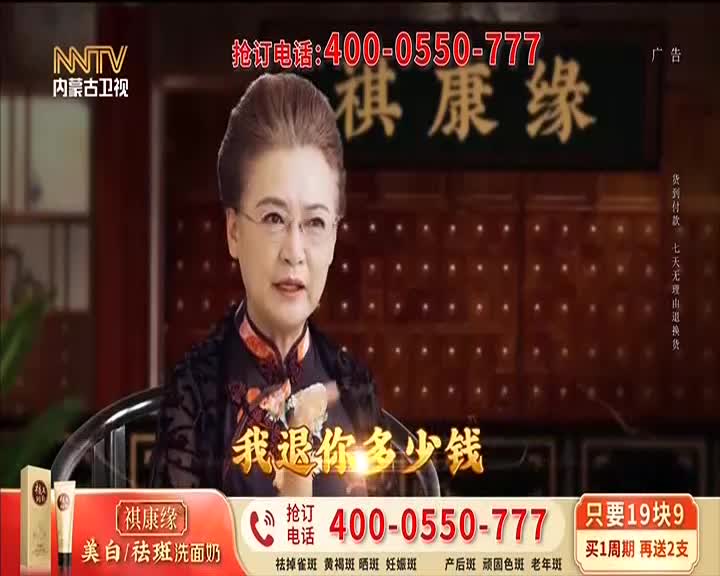 抢订电话:400-0550-777
广告
NNTV
内蒙古卫视
祺康缘
货到付款 七天无理由退换货
我退你多少钱
祺康缘
美白/祛斑洗面奶
抢订电话 400-0550-777
祛掉雀斑 黄褐斑 晒斑 妊娠斑 产后斑 顽固色斑 老年斑
只要19块9
买1周期 再送2支